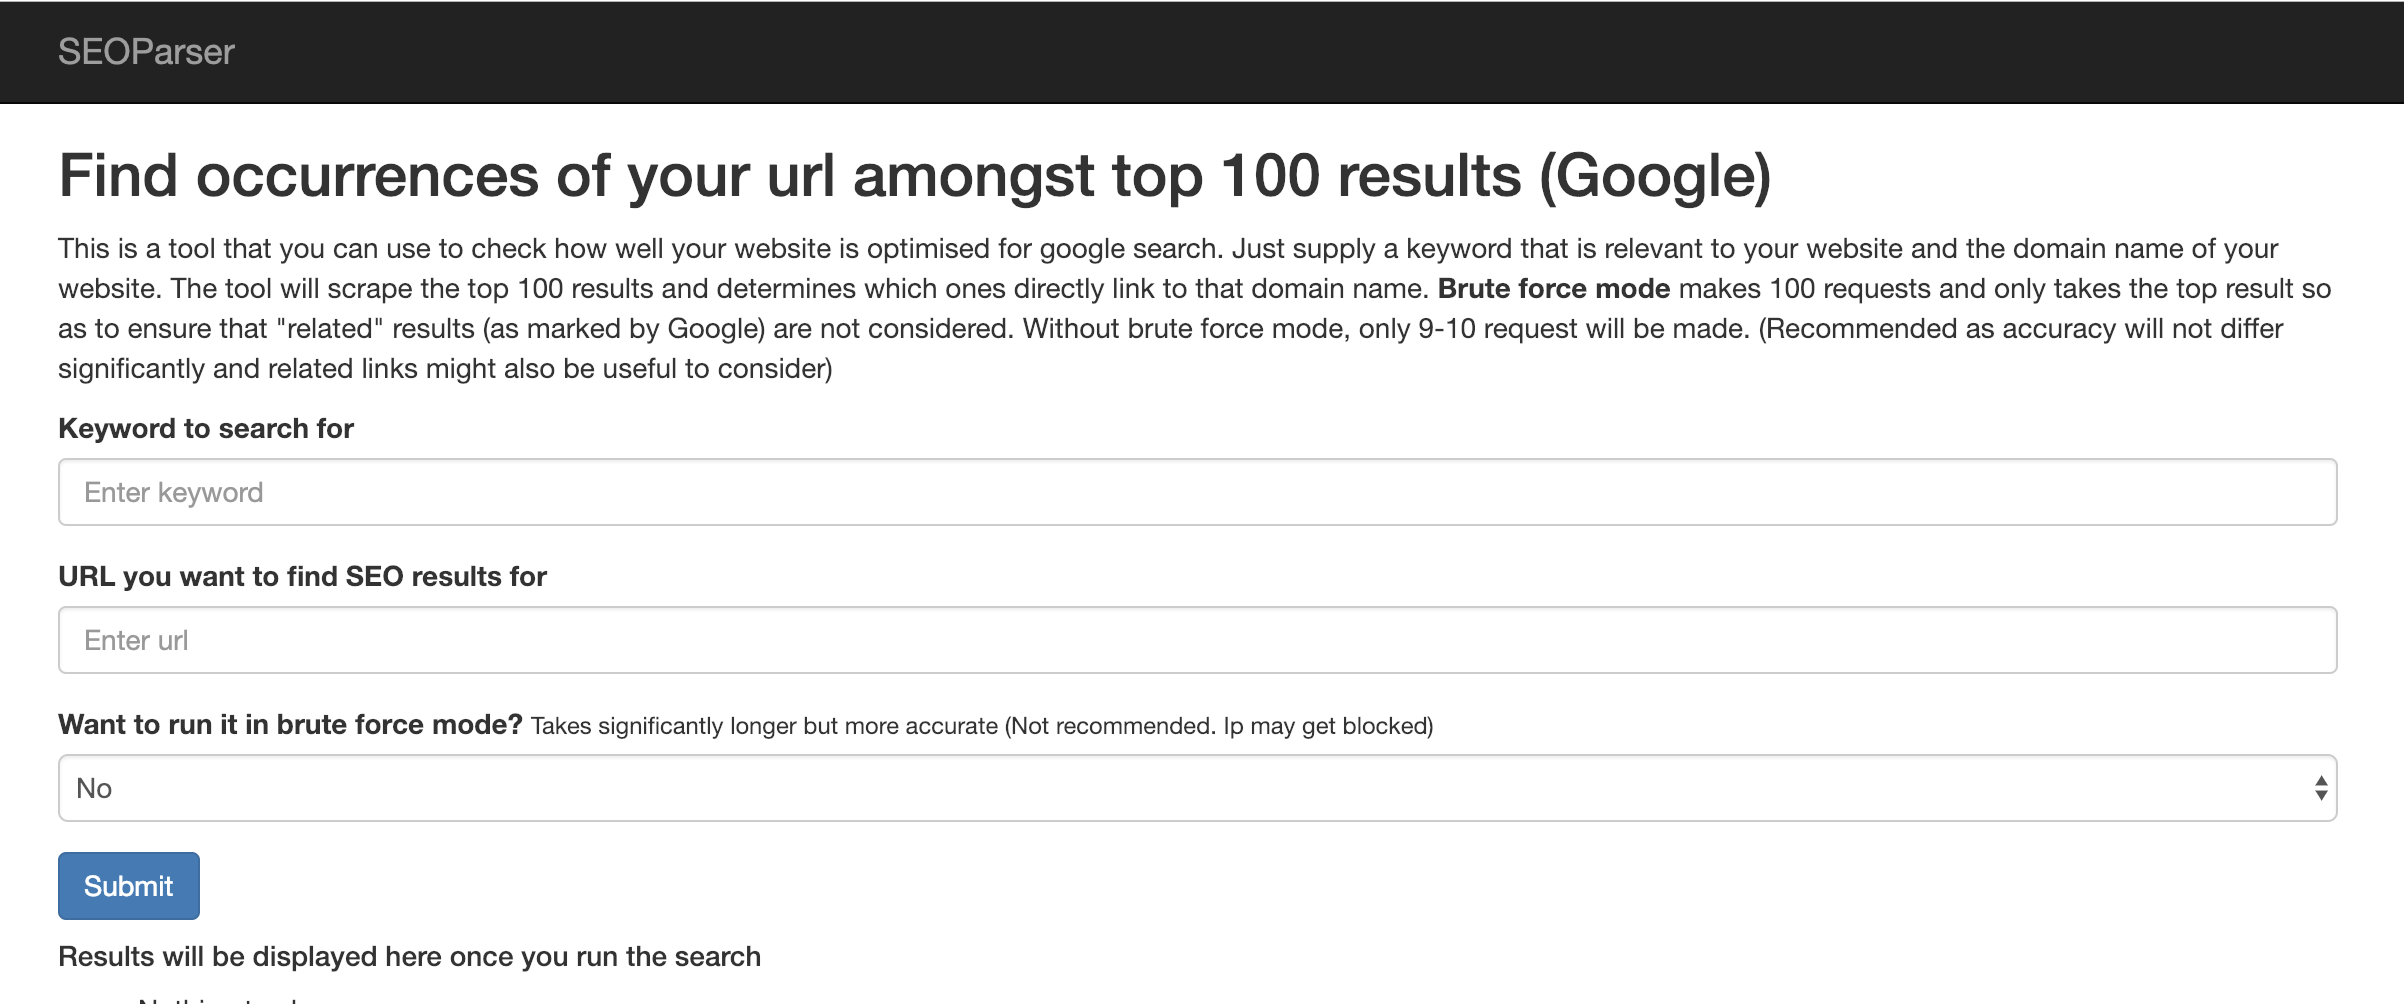 SEOParser
Find occurrences of your url amongst top 100 results (Google)
This is a tool that you can use to check how well your website is optimised for google search. Just supply a keyword that is relevant to your website and the domain name of your
website. The tool will scrape the top 100 results and determines which ones directly link to that domain name. Brute force mode makes 100 requests and only takes the top result so
as to ensure that "related" results (as marked by Google) are not considered. Without brute force mode, only 9-10 request will be made. (Recommended as accuracy will not differ
significantly and related links might also be useful to consider)
Keyword to search for
Enter keyword
URL you want to find SEO results for
Enter url
Want to run it in brute force mode? Takes significantly longer but more accurate (Not recommended. Ip may get blocked)
No
Submit
Results will be displayed here once you run the search